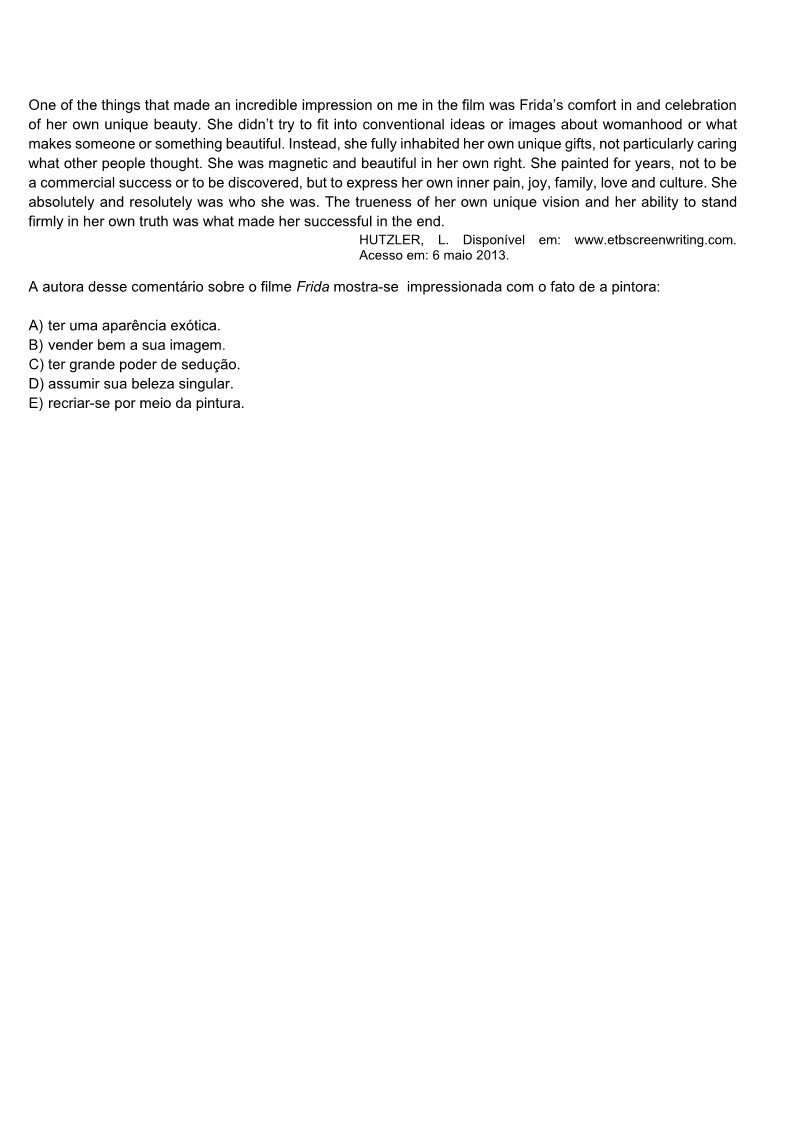 One of the things that made an incredible impression on me in the film was Frida’s comfort in and celebration
of her own unique beauty. She didn’t try to fit into conventional ideas or images about womanhood or what
makes someone or something beautiful. Instead, she fully inhabited her own unique gifts, not particularly caring
what other people thought. She was magnetic and beautiful in her own right. She painted for years, not to be
a commercial success or to be discovered, but to express her own inner pain, joy, family, love and culture. She
absolutely and resolutely was who she was. The trueness of her own unique vision and her ability to stand
firmly in her own truth was what made her successful in the end.
HUTZLER, L. Disponível em: www.etbscreenwriting.com.
Acesso em: 6 maio 2013.
A autora desse comentário sobre o filme Frida mostra-se impressionada com o fato de a pintora:
A) ter uma aparência exótica.
B) vender bem a sua imagem.
C) ter grande poder de sedução.
D) assumir sua beleza singular.
E) recriar-se por meio da pintura.